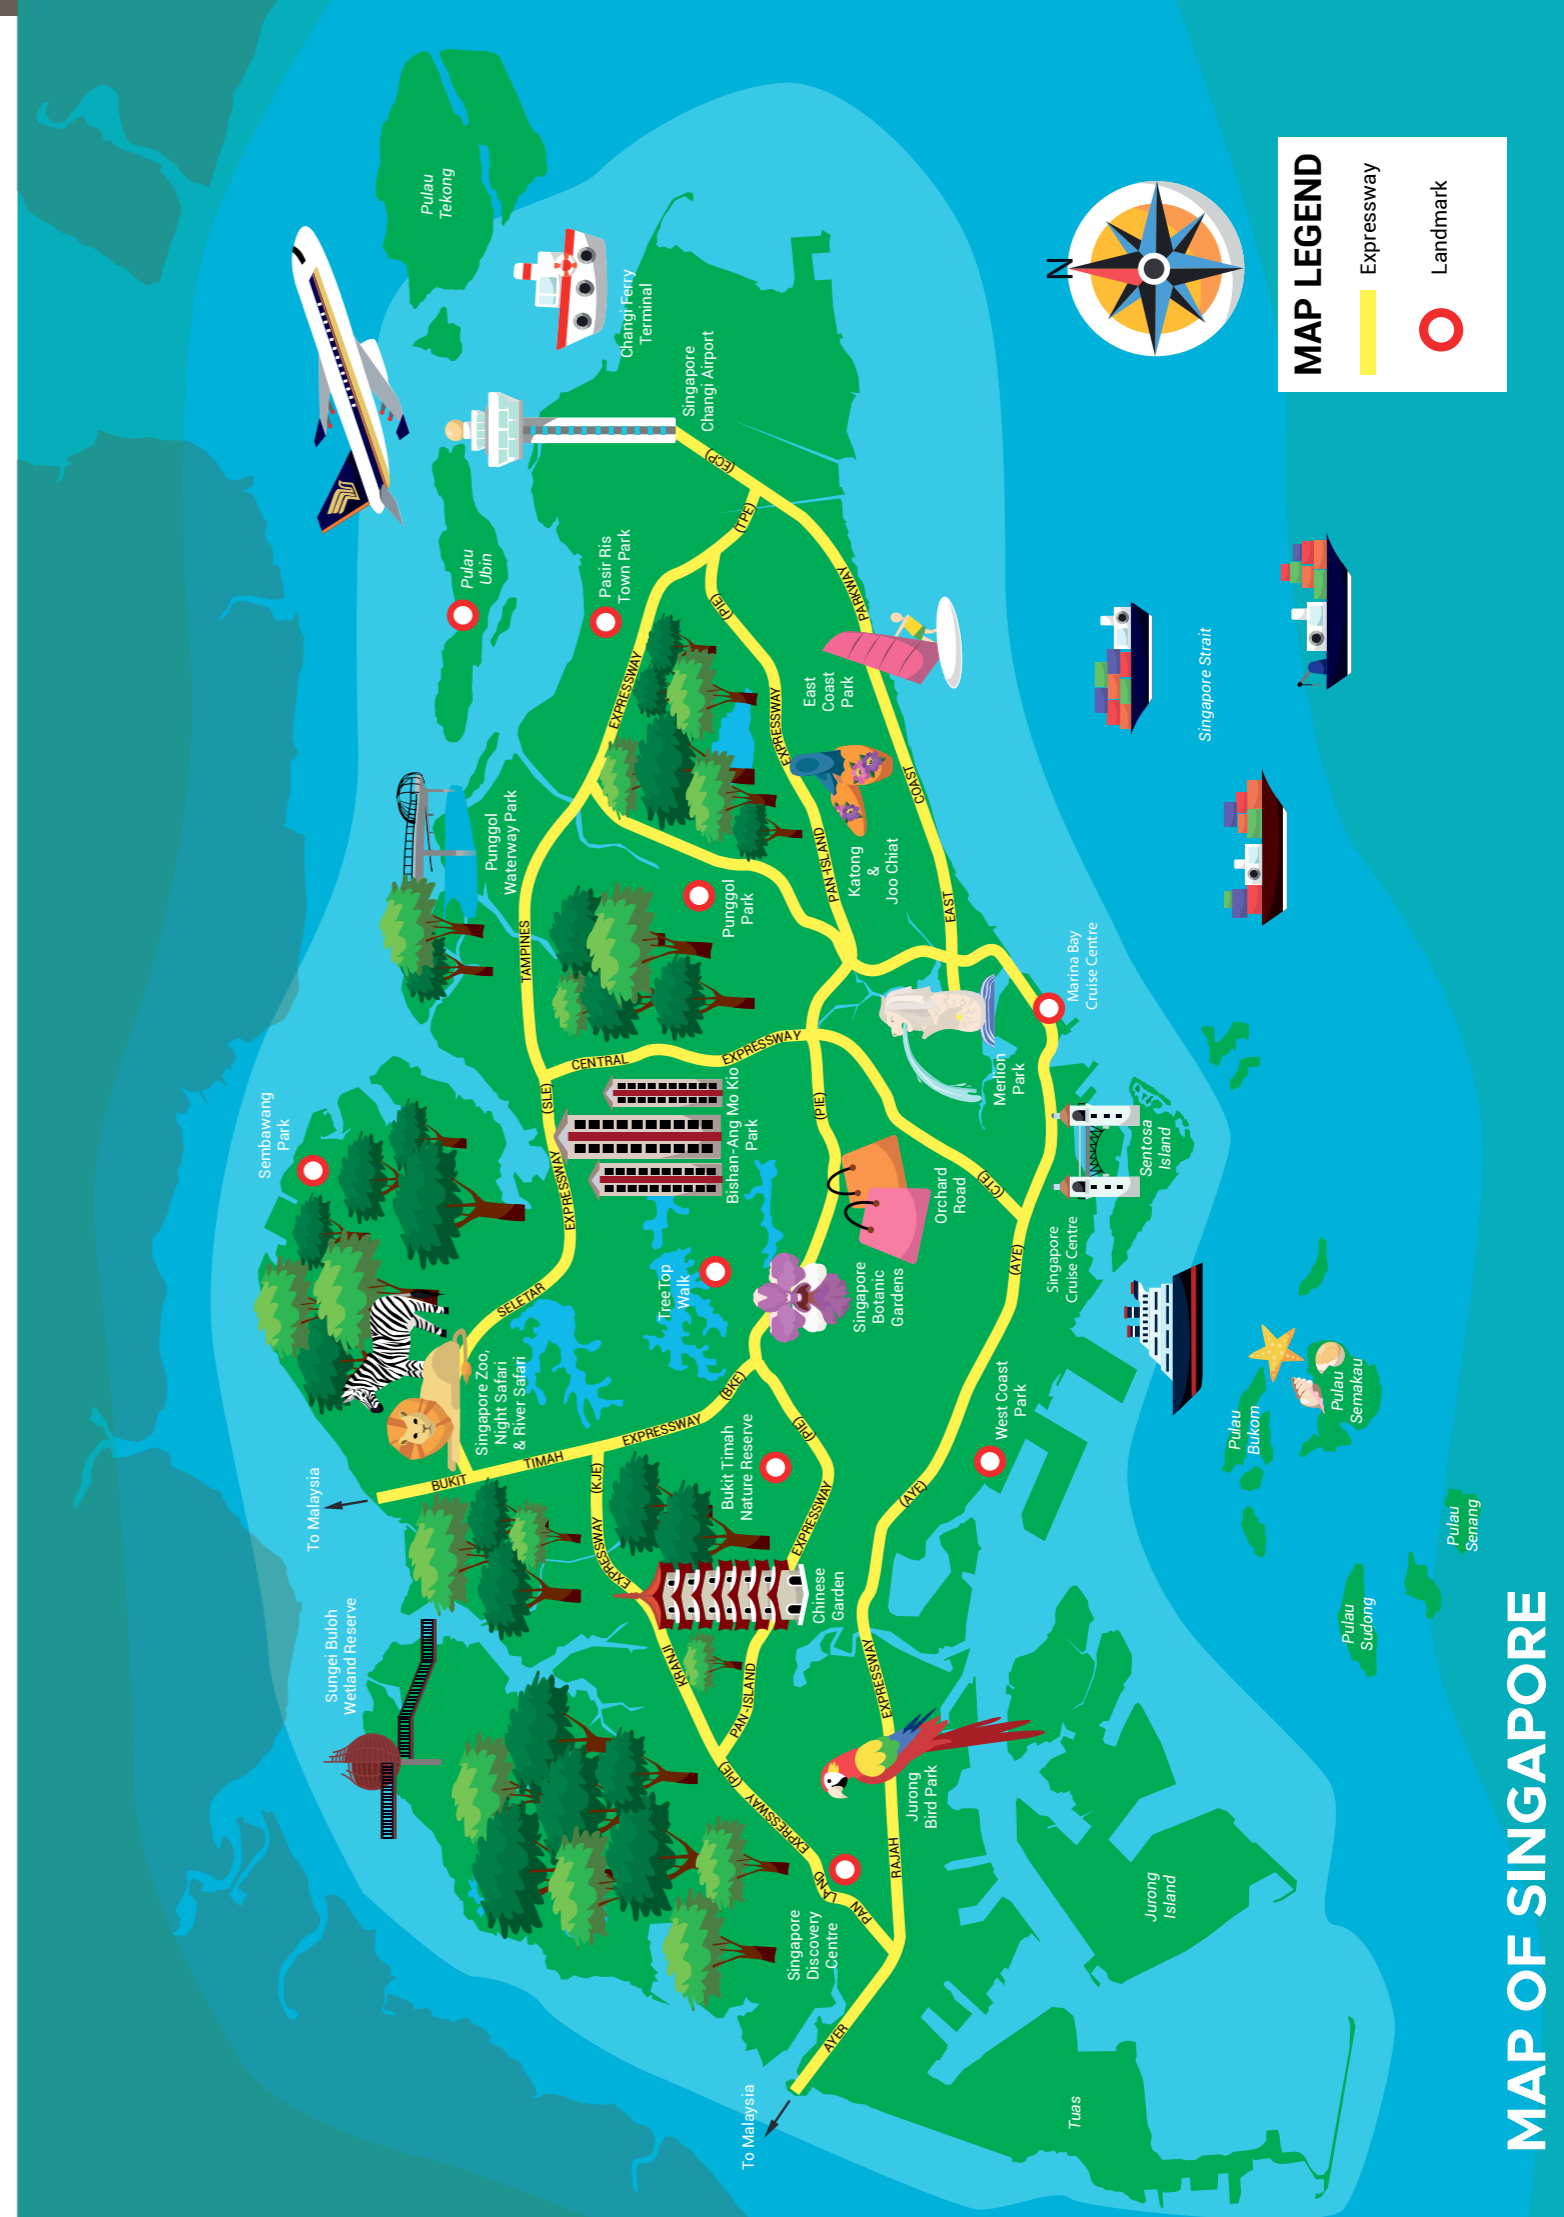 MAP OF SINGAPORE
MAP LEGEND
Expressway
Landmark
N
To Malaysia
Sungei Buloh
Wetland Reserve
Sembawang
Park
Singapore Zoo,
Night Safari
& River Safari
Punggol
Waterway Park
Pulau
Ubin
Pulau
Tekong
Changi Ferry
Terminal
Singapore
Changi Airport
Pasir Ris
Town Park
Punggol
Park
Bishan-Ang Mo Kio
Park
TreeTop
Walk
Bukit Timah
Nature Reserve
Chinese
Garden
Singapore
Botanic
Gardens
Orchard
Road
Merlion
Park
Katong
&
Joo Chiat
East
Coast
Park
Marina Bay
Cruise Centre
Singapore
Cruise Centre
Sentosa
Island
West Coast
Park
Jurong
Bird Park
Singapore
Discovery
Centre
To Malaysia
Tuas
Jurong
Island
Pulau
Sudong
Pulau
Senang
Pulau
Bukom
Pulau
Semakau
Singapore Strait
BUKIT
TIMAH
EXPRESSWAY
(BKE)
SELETAR
EXPRESSWAY
(SLE)
TAMPINES
EXPRESSWAY
(TPE)
(ECP)
CENTRAL
EXPRESSWAY
(CTE)
KRANJI
EXPRESSWAY
EXPRESSWAY
(KJE)
PAN
LAND
EXPRESSWAY
(PIE)
PAN-ISLAND
EXPRESSWAY
(PIE)
(PIE)
PAN-ISLAND
EXPRESSWAY
(PIE)
EAST
COAST
PARKWAY
AYER
RAJAH
EXPRESSWAY
(AYE)
(AYE)